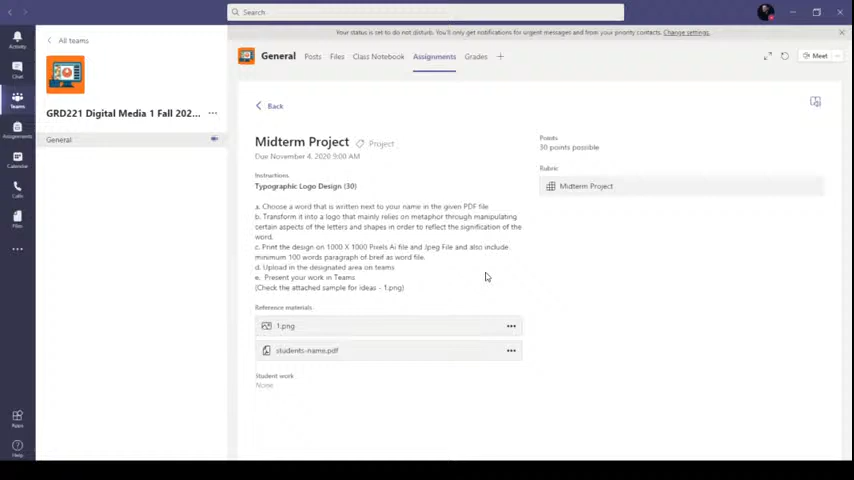 Search
Your status is set to do not disturb. You'll only get notifications for urgent messages and from your priority contacts. Change settings.
Activity
Chat
Teams
Assignments
Calendar
Calls
Files
Apps
Help
All teams
GRD221 Digital Media 1 Fall 202...
General
General Posts Files Class Notebook Assignments Grades
Meet
Back
Midterm Project Project
Due November 4, 2020 9:00 AM
Instructions
Typographic Logo Design (30)
a. Choose a word that is written next to your name in the given PDF file
b. Transform it into a logo that mainly relies on metaphor through manipulating
certain aspects of the letters and shapes in order to reflect the signification of the
word.
c. Print the design on 1000 X 1000 Pixels Ai file and Jpeg File and also include
minimum 100 words paragraph of breif as word file.
d. Upload in the designated area on teams
e. Present your work in Teams
(Check the attached sample for ideas - 1.png)
Reference materials
1.png
students-name.pdf
Student work
None
Points
30 points possible
Rubric
Midterm Project